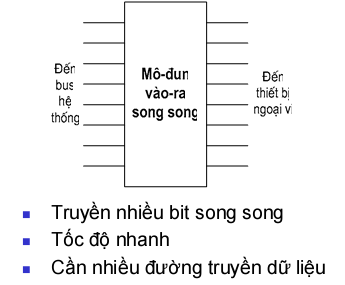 Đến
bus
hệ
thống
Mô-đun
vào-ra
song song
Đến
thiết bị
ngoại vi
Truyền nhiều bit song song
Tốc độ nhanh
Cần nhiều đường truyền dữ liệu